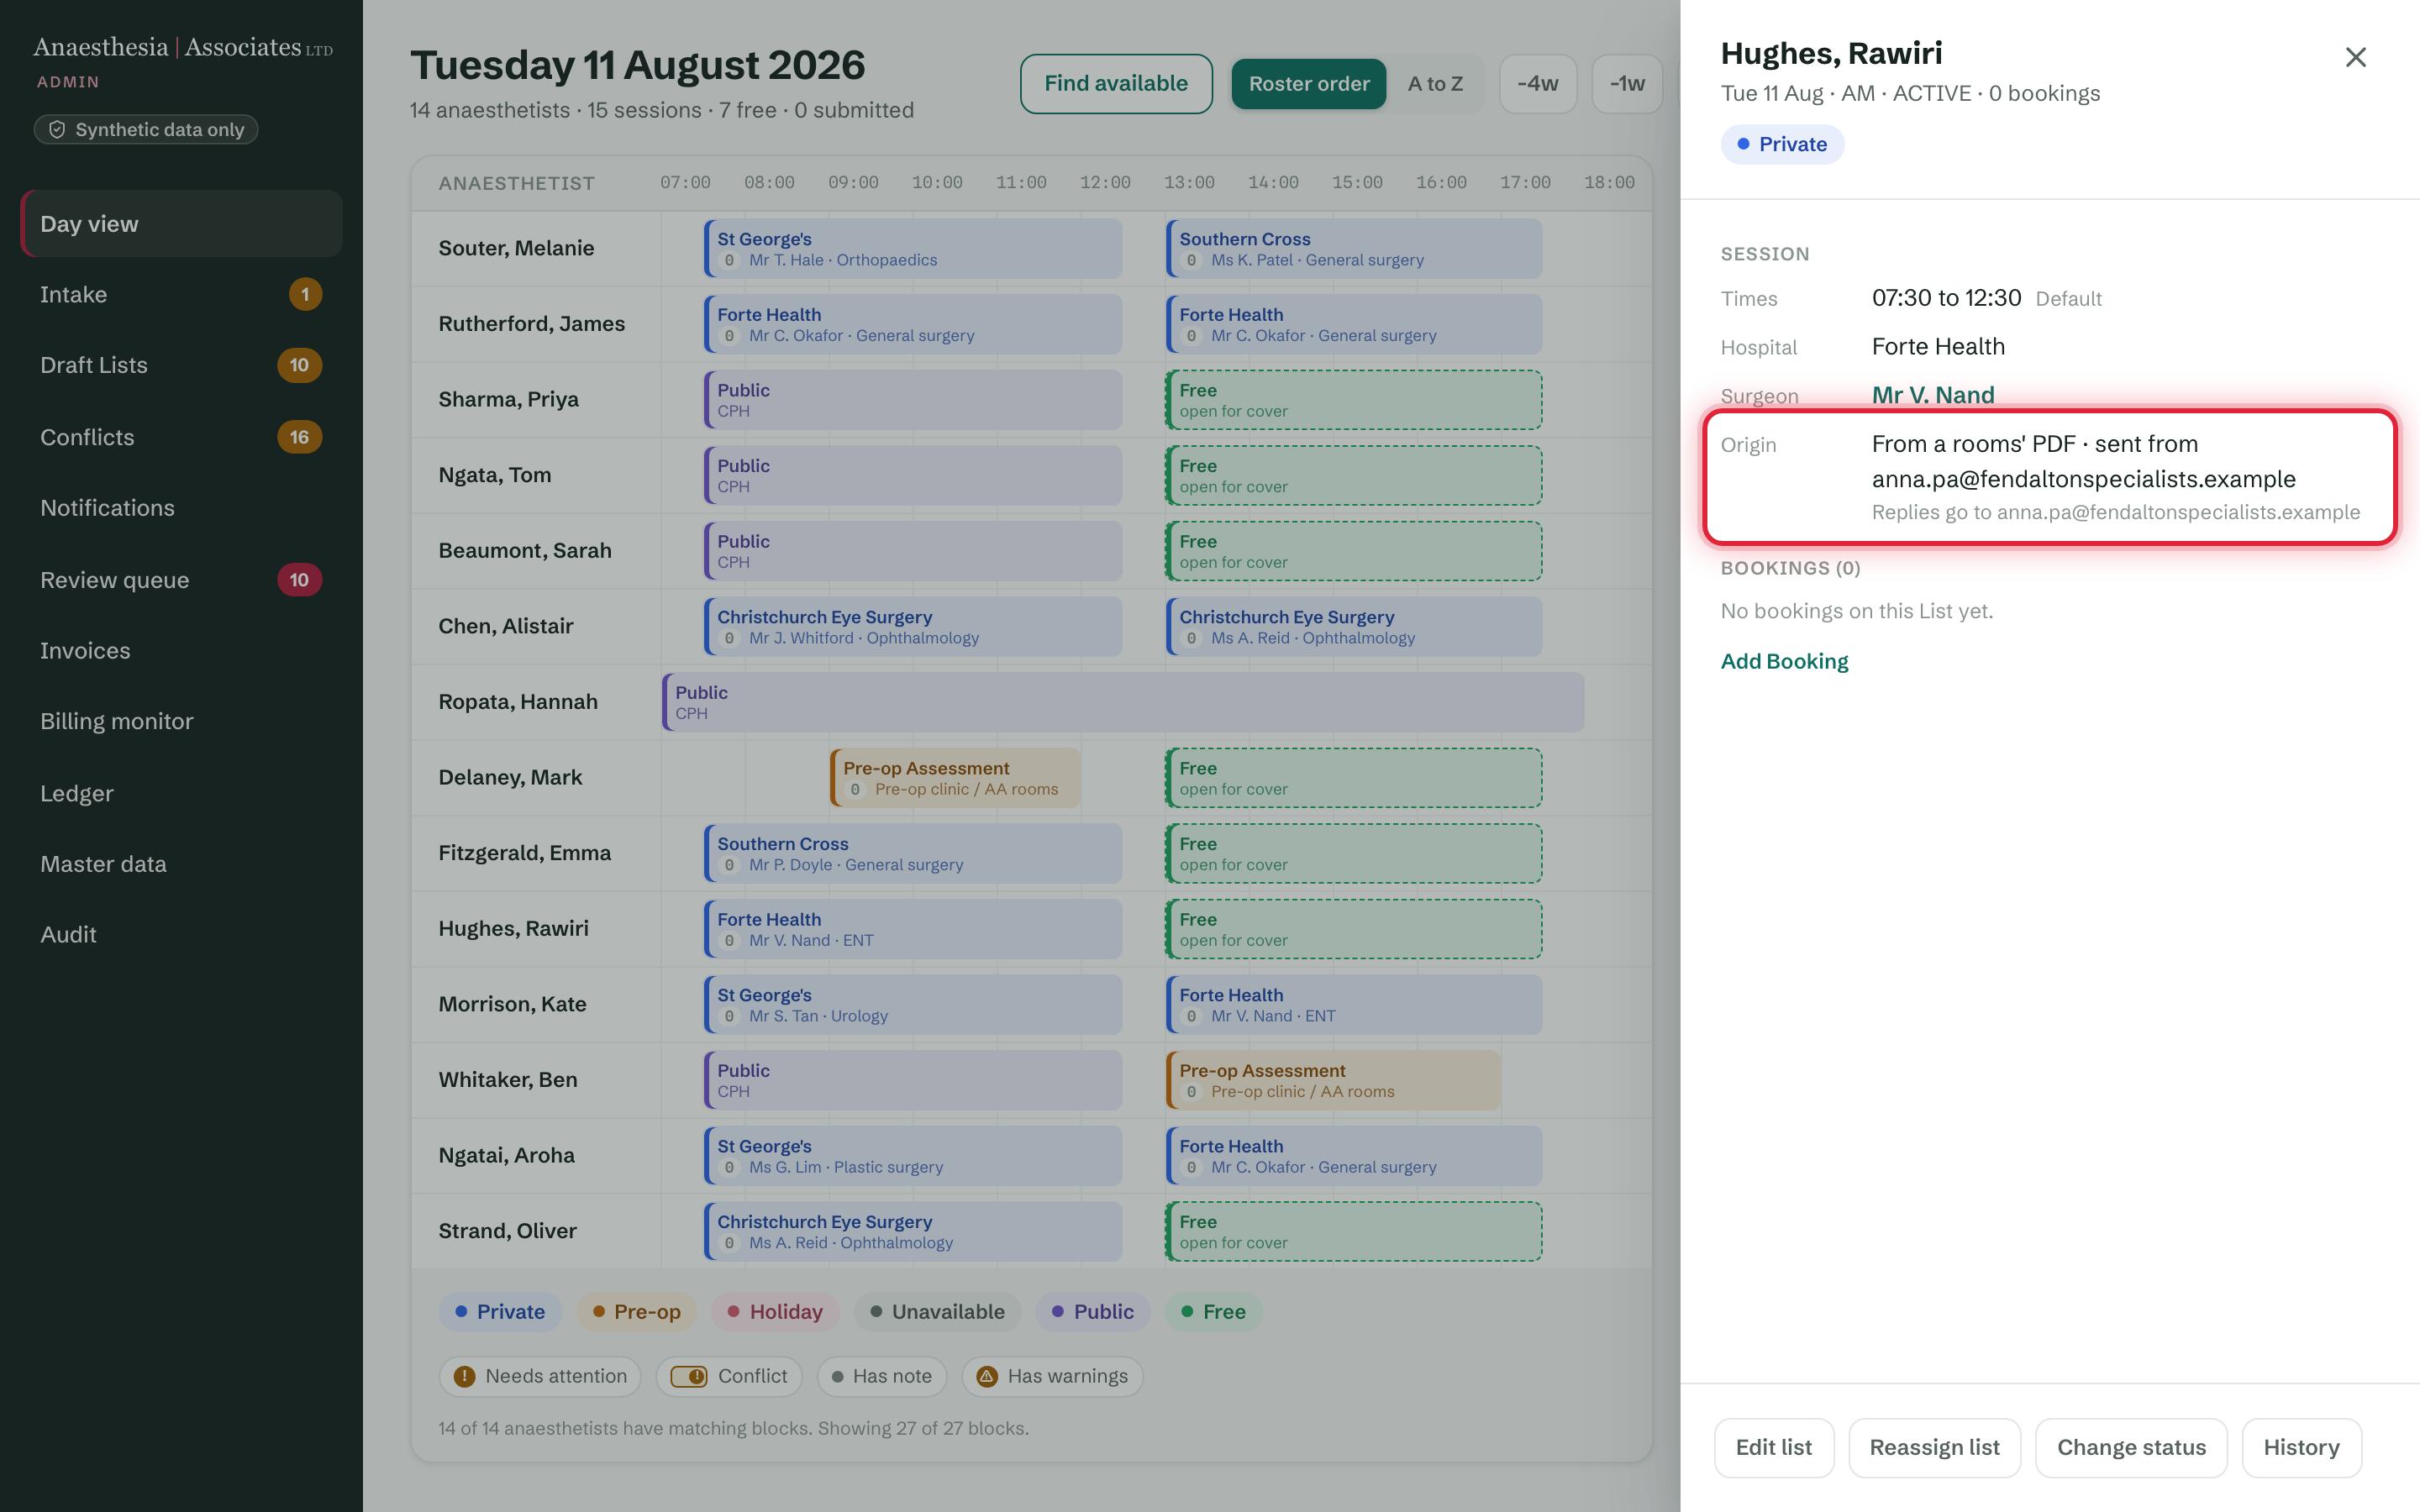 Anaesthesia | Associates LTD
ADMIN
Synthetic data only
Day view
Intake 1
Draft Lists 10
Conflicts 16
Notifications
Review queue 10
Invoices
Billing monitor
Ledger
Master data
Audit
Tuesday 11 August 2026
14 anaesthetists · 15 sessions · 7 free · 0 submitted
Find available
Roster order
A to Z
-4w
-1w
ANAESTHETIST 07:00 08:00 09:00 10:00 11:00 12:00 13:00 14:00 15:00 16:00 17:00 18:00
Souter, Melanie
St George's
0 Mr T. Hale · Orthopaedics
Southern Cross
0 Ms K. Patel · General surgery
Rutherford, James
Forte Health
0 Mr C. Okafor · General surgery
Forte Health
0 Mr C. Okafor · General surgery
Sharma, Priya
Public
CPH
Free
open for cover
Ngata, Tom
Public
CPH
Free
open for cover
Beaumont, Sarah
Public
CPH
Free
open for cover
Chen, Alistair
Christchurch Eye Surgery
0 Mr J. Whitford · Ophthalmology
Christchurch Eye Surgery
0 Ms A. Reid · Ophthalmology
Ropata, Hannah
Public
CPH
Delaney, Mark
Pre-op Assessment
0 Pre-op clinic / AA rooms
Free
open for cover
Fitzgerald, Emma
Southern Cross
0 Mr P. Doyle · General surgery
Free
open for cover
Hughes, Rawiri
Forte Health
0 Mr V. Nand · ENT
Free
open for cover
Morrison, Kate
St George's
0 Mr S. Tan · Urology
Forte Health
0 Mr V. Nand · ENT
Whitaker, Ben
Public
CPH
Pre-op Assessment
0 Pre-op clinic / AA rooms
Ngatai, Aroha
St George's
0 Ms G. Lim · Plastic surgery
Forte Health
0 Mr C. Okafor · General surgery
Strand, Oliver
Christchurch Eye Surgery
0 Ms A. Reid · Ophthalmology
Free
open for cover
Private
Pre-op
Holiday
Unavailable
Public
Free
Needs attention
Conflict
Has note
Has warnings
14 of 14 anaesthetists have matching blocks. Showing 27 of 27 blocks.
Hughes, Rawiri
Tue 11 Aug · AM · ACTIVE · 0 bookings
Private
SESSION
Times 07:30 to 12:30 Default
Hospital Forte Health
Surgeon Mr V. Nand
Origin From a rooms' PDF · sent from
anna.pa@fendaltonspecialists.example
Replies go to anna.pa@fendaltonspecialists.example
BOOKINGS (0)
No bookings on this List yet.
Add Booking
Edit list
Reassign list
Change status
History